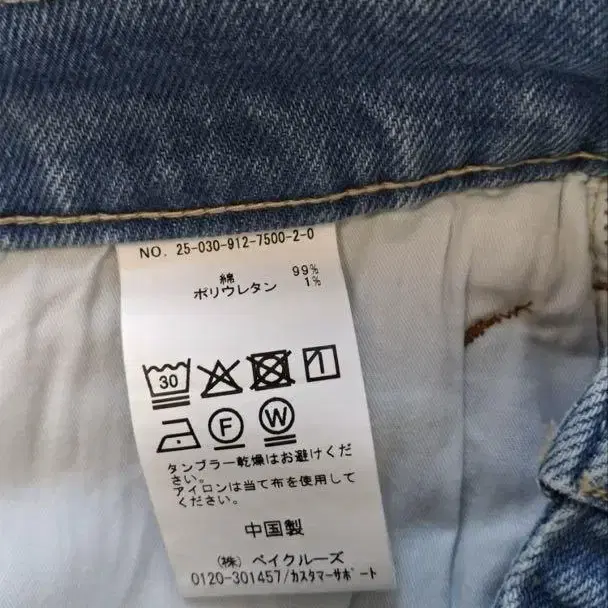 NO. 25-030-912-7500-2-0
綿 99%
ポリウレタン 1%
30
F W
タンブラー乾燥はお避けくだ
さい。
アイロンは当て布を使用して
ください。
中国製
(株) ベイクルーズ
0120-301457/カスタマーサポート